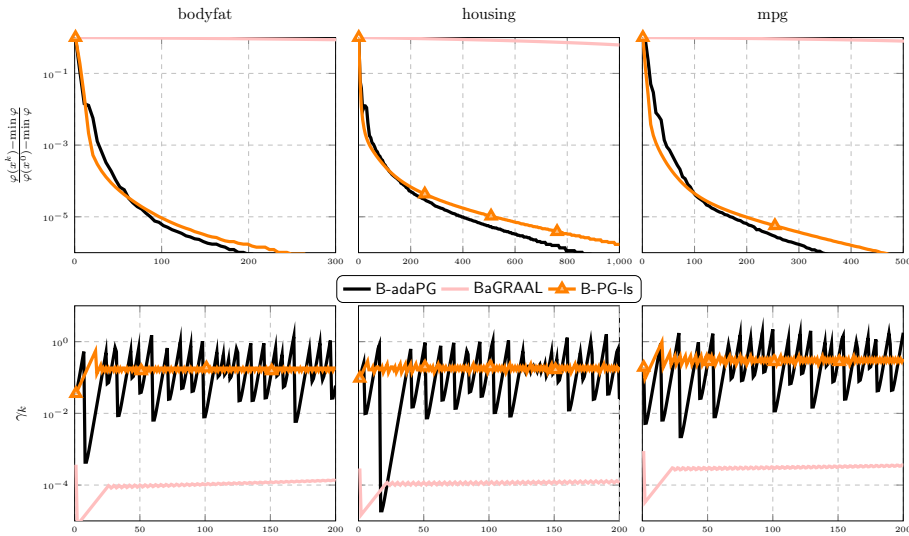 bodyfat
housing
mpg
φ(x^k)−min φ
φ(x^0)−min φ
10^−1
10^−3
10^−5
0 100 200 300
0 200 400 600 800 1,000
0 100 200 300 400 500
B-adaPG BaGRAAL B-PG-ls
γ_k
10^0
10^−2
10^−4
0 50 100 150 200
0 50 100 150 200
0 50 100 150 200